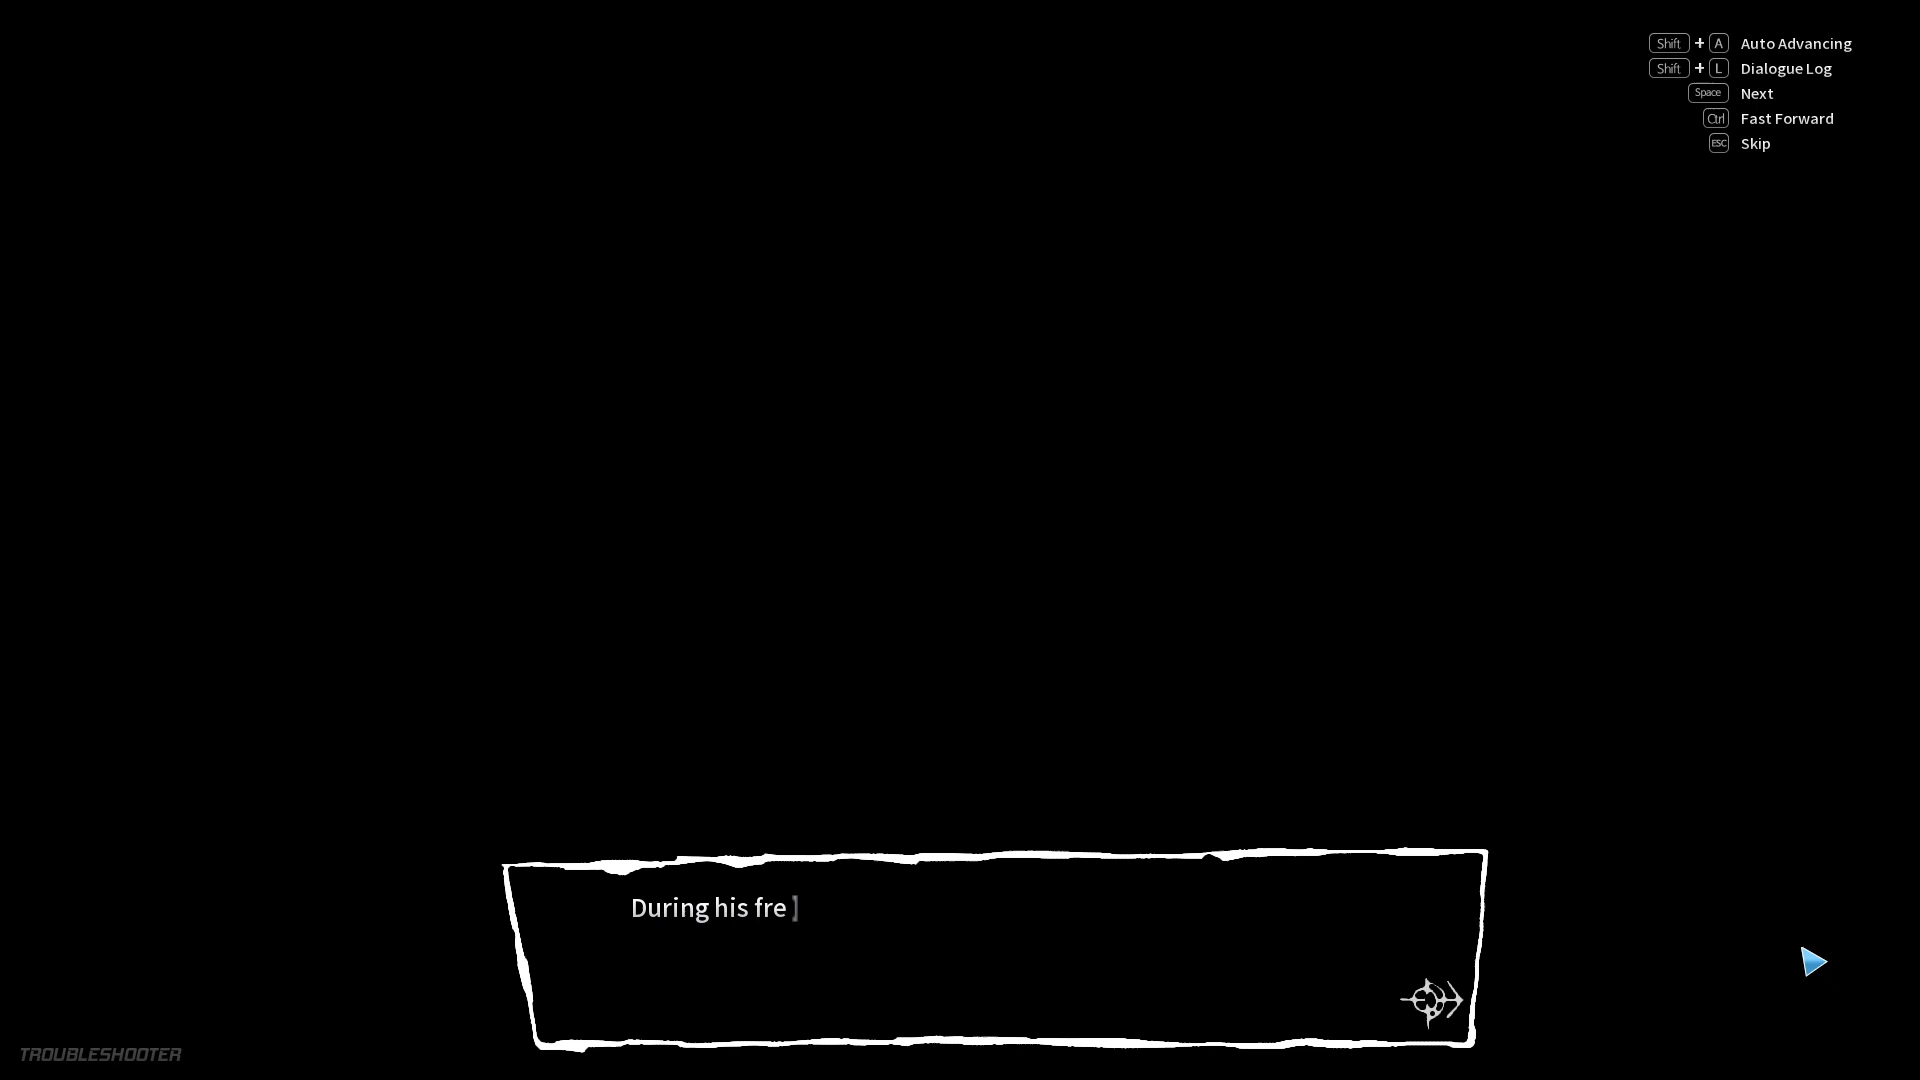 Shift + A Auto Advancing
Shift + L Dialogue Log
Space Next
Ctrl Fast Forward
ESC Skip
During his fre ]
TROUBLESHOOTER